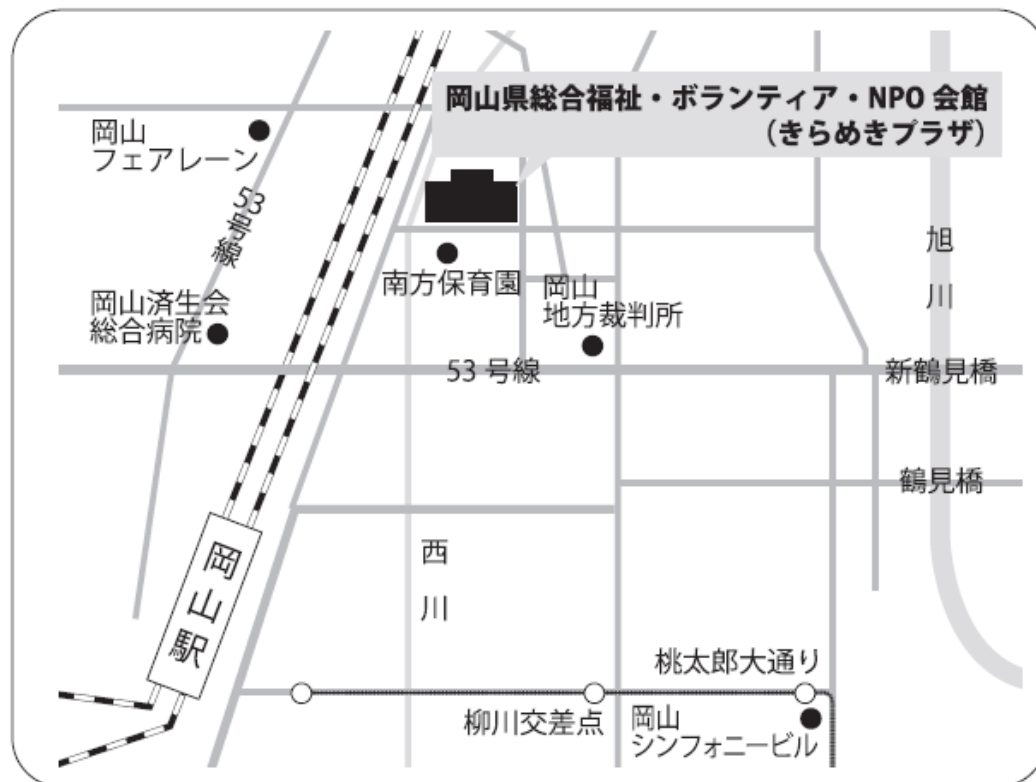 岡山県総合福祉・ボランティア・NPO 会館
（きらめきプラザ）
岡山
フェアレーン
53号線
旭川
南方保育園
岡山
地方裁判所
岡山済生会
総合病院
53 号線
新鶴見橋
鶴見橋
西川
岡山駅
桃太郎大通り
柳川交差点
岡山
シンフォニービル